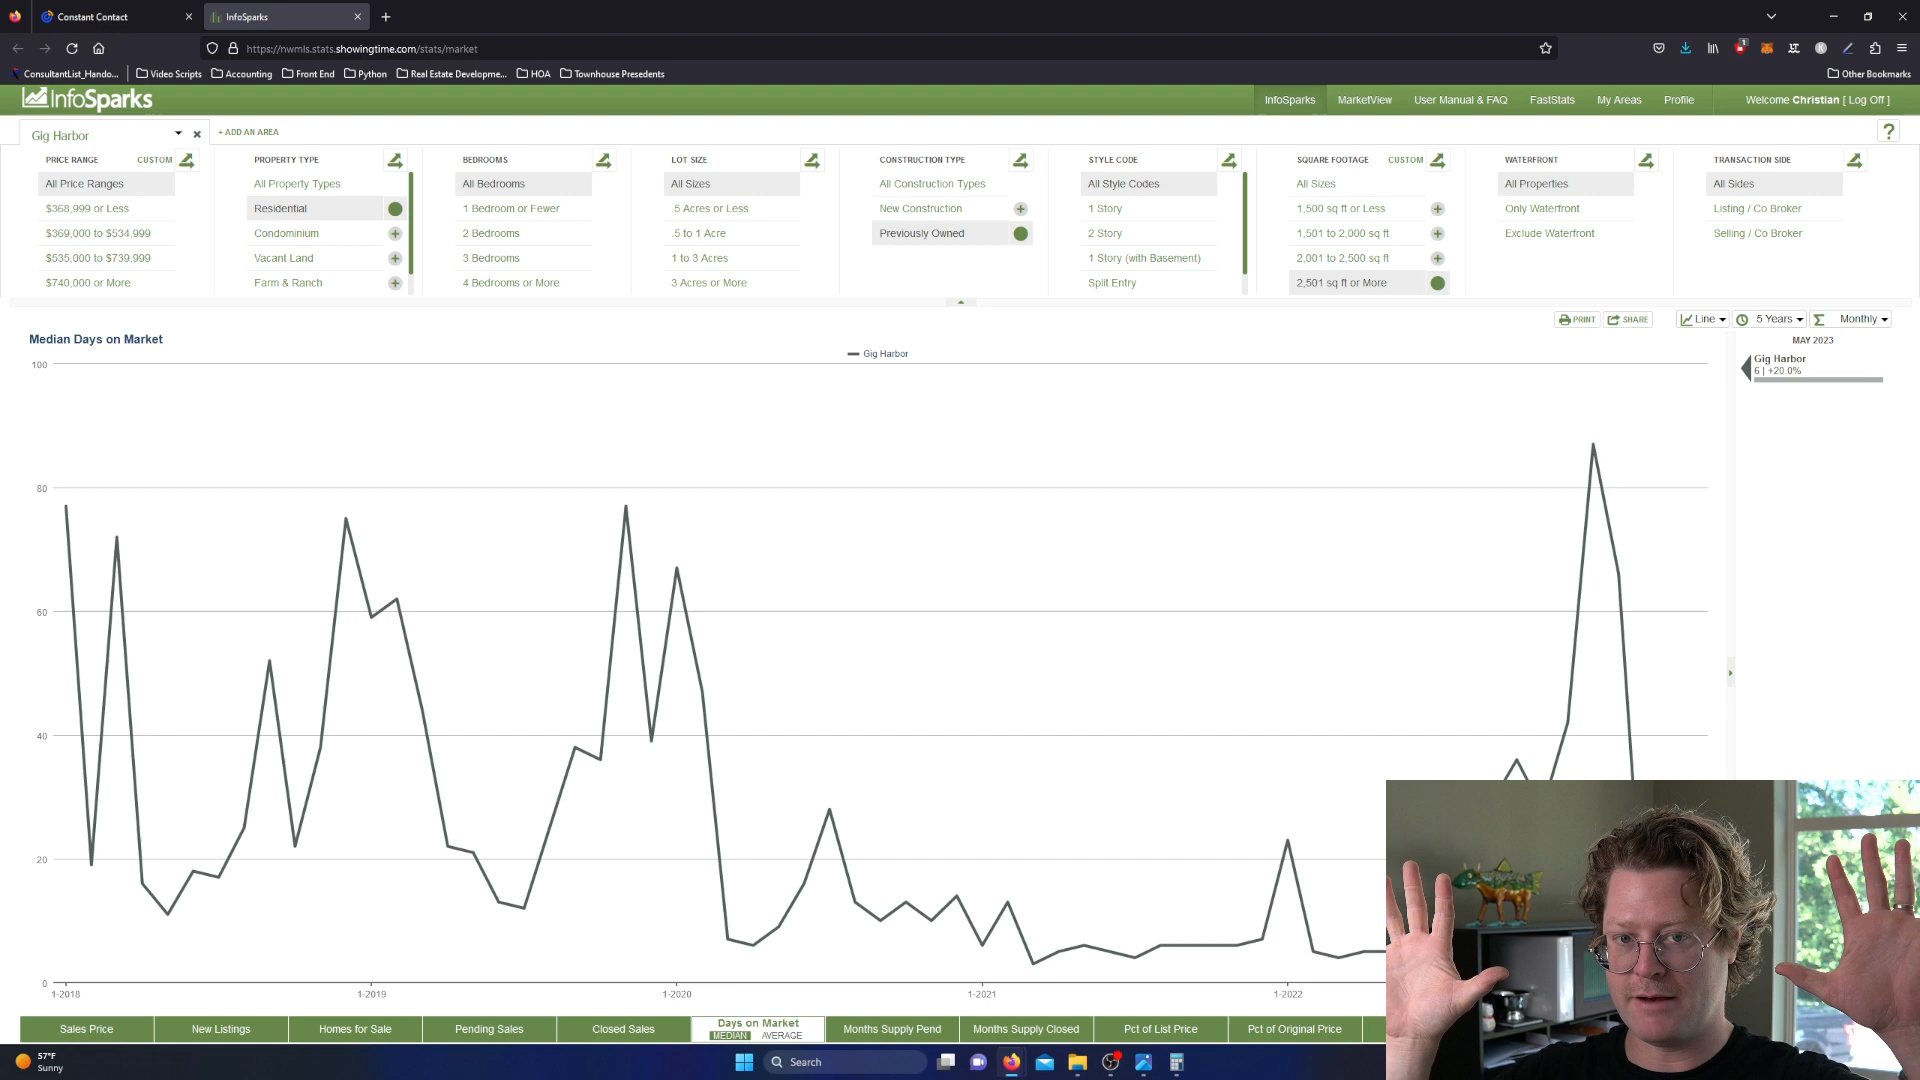 Constant Contact
InfoSparks
https://nwmls.stats.showingtime.com/stats/market
ConsultantList_Hando...
Video Scripts
Accounting
Front End
Python
Real Estate Developme...
HOA
Townhouse Presedents
Other Bookmarks
InfoSparks
InfoSparks
MarketView
User Manual & FAQ
FastStats
My Areas
Profile
Welcome Christian [ Log Off ]
Gig Harbor
+ ADD AN AREA
?
PRICE RANGE CUSTOM
All Price Ranges
$368,999 or Less
$369,000 to $534,999
$535,000 to $739,999
$740,000 or More
PROPERTY TYPE
All Property Types
Residential
Condominium
Vacant Land
Farm & Ranch
BEDROOMS
All Bedrooms
1 Bedroom or Fewer
2 Bedrooms
3 Bedrooms
4 Bedrooms or More
LOT SIZE
All Sizes
.5 Acres or Less
.5 to 1 Acre
1 to 3 Acres
3 Acres or More
CONSTRUCTION TYPE
All Construction Types
New Construction
Previously Owned
STYLE CODE
All Style Codes
1 Story
2 Story
1 Story (with Basement)
Split Entry
SQUARE FOOTAGE CUSTOM
All Sizes
1,500 sq ft or Less
1,501 to 2,000 sq ft
2,001 to 2,500 sq ft
2,501 sq ft or More
WATERFRONT
All Properties
Only Waterfront
Exclude Waterfront
TRANSACTION SIDE
All Sides
Listing / Co Broker
Selling / Co Broker
PRINT
SHARE
Line
5 Years
Monthly
Median Days on Market
Gig Harbor
MAY 2023
Gig Harbor
6 | +20.0%
100
80
60
40
20
0
1-2018
1-2019
1-2020
1-2021
1-2022
Sales Price
New Listings
Homes for Sale
Pending Sales
Closed Sales
Days on Market
MEDIAN AVERAGE
Months Supply Pend
Months Supply Closed
Pct of List Price
Pct of Original Price
57°F
Sunny
Search